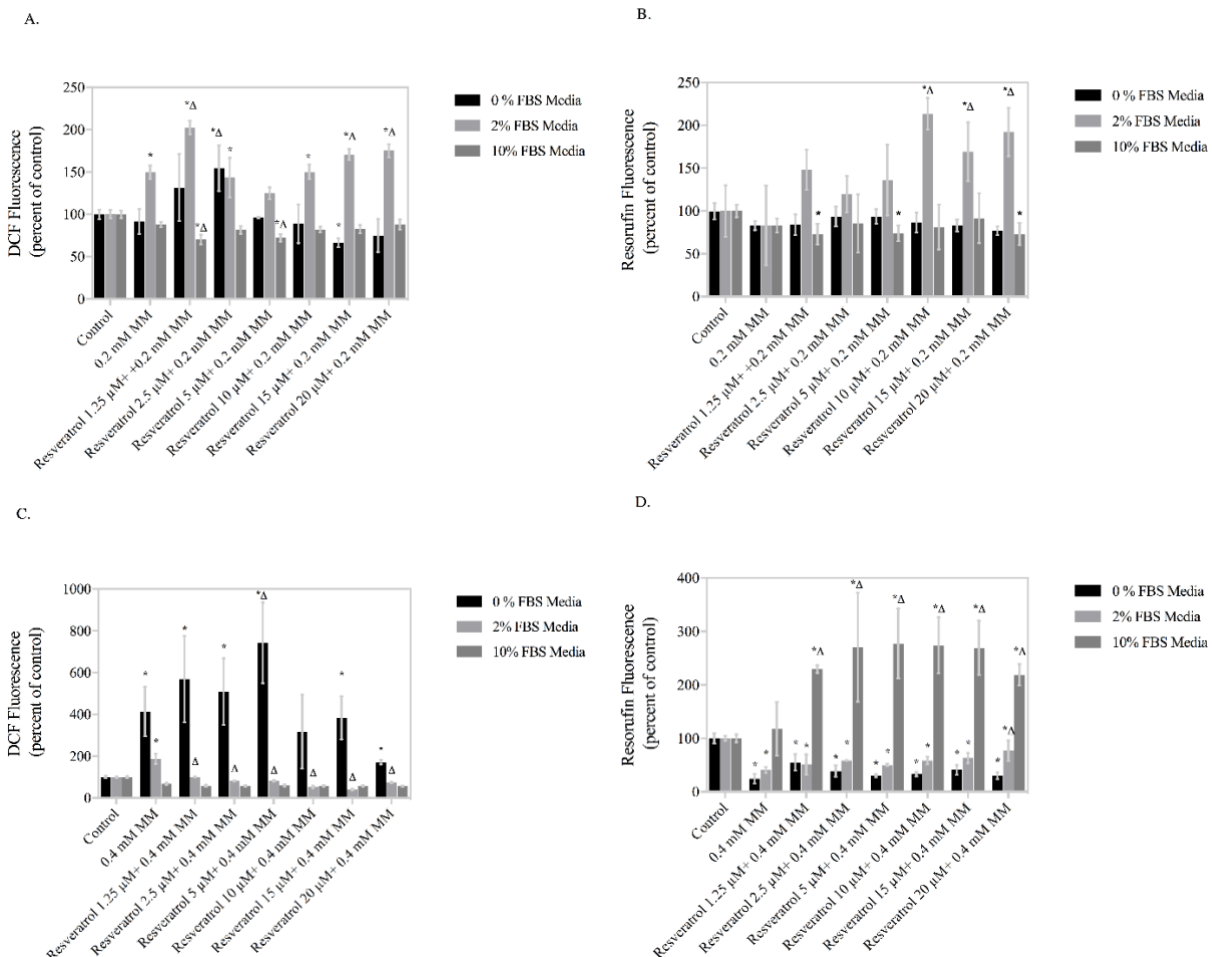 A.
DCF Fluorescence
(percent of control)
250
200
150
100
50
0
*
*Δ
*Δ
*Δ
*
*Λ
*
*
*Λ
*Λ
0 % FBS Media
2% FBS Media
10% FBS Media
Control
0.2 mM MM
Resveratrol 1.25 μM+ +0.2 mM MM
Resveratrol 2.5 μM+ 0.2 mM MM
Resveratrol 5 μM+ 0.2 mM MM
Resveratrol 10 μM+ 0.2 mM MM
Resveratrol 15 μM+ 0.2 mM MM
Resveratrol 20 μM+ 0.2 mM MM
B.
Resorufin Fluorescence
(percent of control)
250
200
150
100
50
0
*
*
*Λ
*Δ
*Δ
*
0 % FBS Media
2% FBS Media
10% FBS Media
Control
0.2 mM MM
Resveratrol 1.25 μM+ +0.2 mM MM
Resveratrol 2.5 μM+ 0.2 mM MM
Resveratrol 5 μM+ 0.2 mM MM
Resveratrol 10 μM+ 0.2 mM MM
Resveratrol 15 μM+ 0.2 mM MM
Resveratrol 20 μM+ 0.2 mM MM
C.
DCF Fluorescence
(percent of control)
1000
800
600
400
200
0
*
*
*
Δ
*
Λ
*Δ
Δ
Δ
*
Δ
*
Δ
0 % FBS Media
2% FBS Media
10% FBS Media
Control
0.4 mM MM
Resveratrol 1.25 μM+ 0.4 mM MM
Resveratrol 2.5 μM+ 0.4 mM MM
Resveratrol 5 μM+ 0.4 mM MM
Resveratrol 10 μM+ 0.4 mM MM
Resveratrol 15 μM+ 0.4 mM MM
Resveratrol 20 μM+ 0.4 mM MM
D.
Resorufin Fluorescence
(percent of control)
400
300
200
100
0
*
*
*
*
*Λ
*
*
*Δ
*
*
*Δ
*
*
*Δ
*
*
*Δ
*
*Λ
*Λ
0 % FBS Media
2% FBS Media
10% FBS Media
Control
0.4 mM MM
Resveratrol 1.25 μM+ 0.4 mM MM
Resveratrol 2.5 μM+ 0.4 mM MM
Resveratrol 5 μM+ 0.4 mM MM
Resveratrol 10 μM+ 0.4 mM MM
Resveratrol 15 μM+ 0.4 mM MM
Resveratrol 20 μM+ 0.4 mM MM